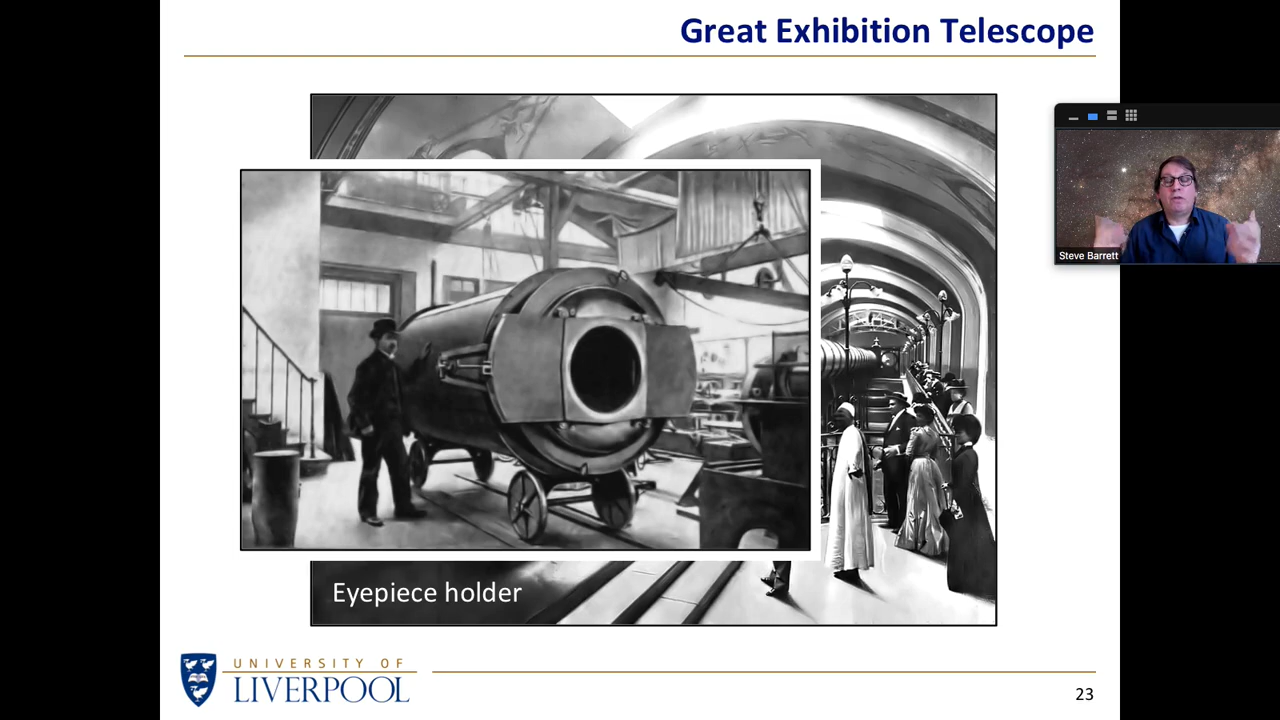 Great Exhibition Telescope
Steve Barrett
Eyepiece holder
UNIVERSITY OF
LIVERPOOL
23